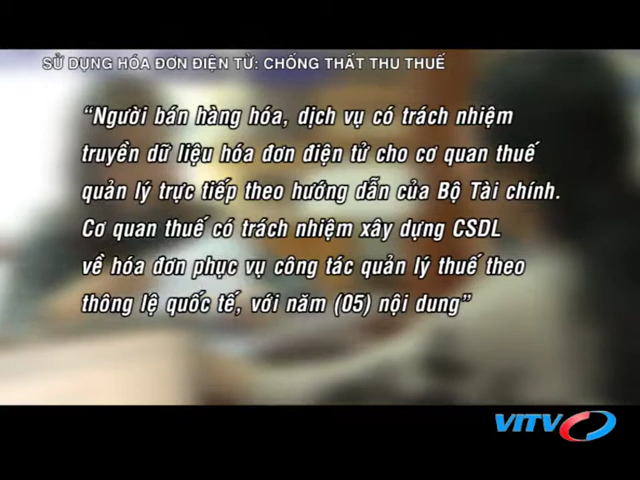 SỬ DỤNG HÓA ĐƠN ĐIỆN TỬ: CHỐNG THẤT THU THUẾ
“Người bán hàng hóa, dịch vụ có trách nhiệm
truyền dữ liệu hóa đơn điện tử cho cơ quan thuế
quản lý trực tiếp theo hướng dẫn của Bộ Tài chính.
Cơ quan thuế có trách nhiệm xây dựng CSDL
về hóa đơn phục vụ công tác quản lý thuế theo
thông lệ quốc tế, với năm (05) nội dung”
VITV